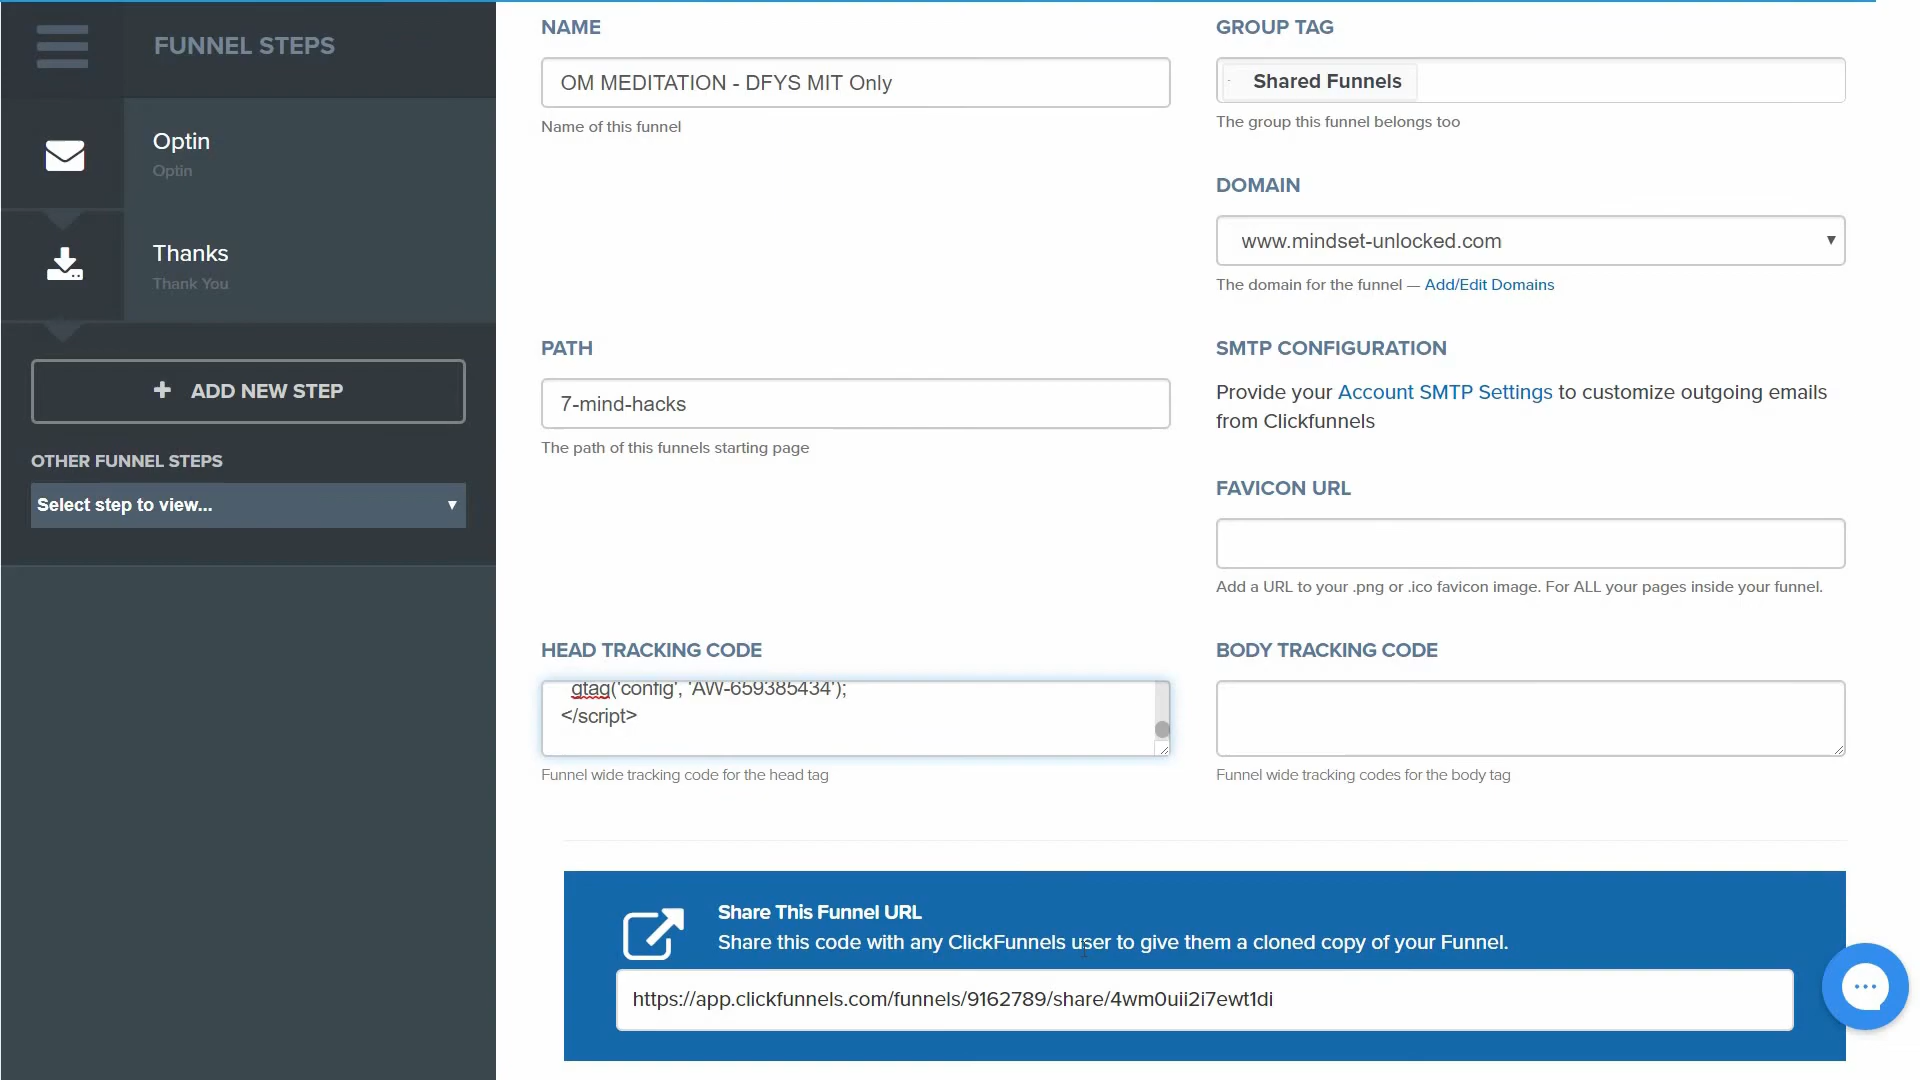 FUNNEL STEPS
Optin
Optin
Thanks
Thank You
+ ADD NEW STEP
OTHER FUNNEL STEPS
Select step to view...
NAME
OM MEDITATION - DFYS MIT Only
Name of this funnel
GROUP TAG
Shared Funnels
The group this funnel belongs too
DOMAIN
www.mindset-unlocked.com
The domain for the funnel — Add/Edit Domains
PATH
7-mind-hacks
The path of this funnels starting page
SMTP CONFIGURATION
Provide your Account SMTP Settings to customize outgoing emails
from Clickfunnels
FAVICON URL
Add a URL to your .png or .ico favicon image. For ALL your pages inside your funnel.
HEAD TRACKING CODE
gtag('config', 'AW-659385434');
</script>
Funnel wide tracking code for the head tag
BODY TRACKING CODE
Funnel wide tracking codes for the body tag
Share This Funnel URL
Share this code with any ClickFunnels user to give them a cloned copy of your Funnel.
https://app.clickfunnels.com/funnels/9162789/share/4wm0uii2i7ewt1di